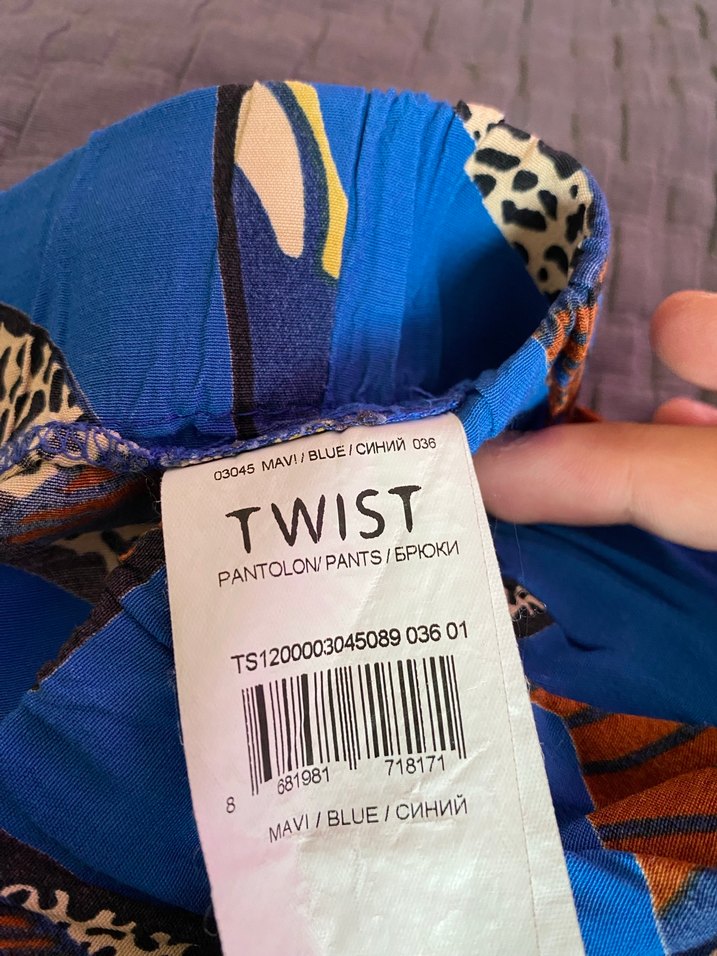 03045 MAVİ / BLUE / СИНИЙ 036
TWIST
PANTOLON/ PANTS / БРЮКИ
TS1200003045089 036 01
8 681981 718171
MAVI / BLUE / СИНИЙ